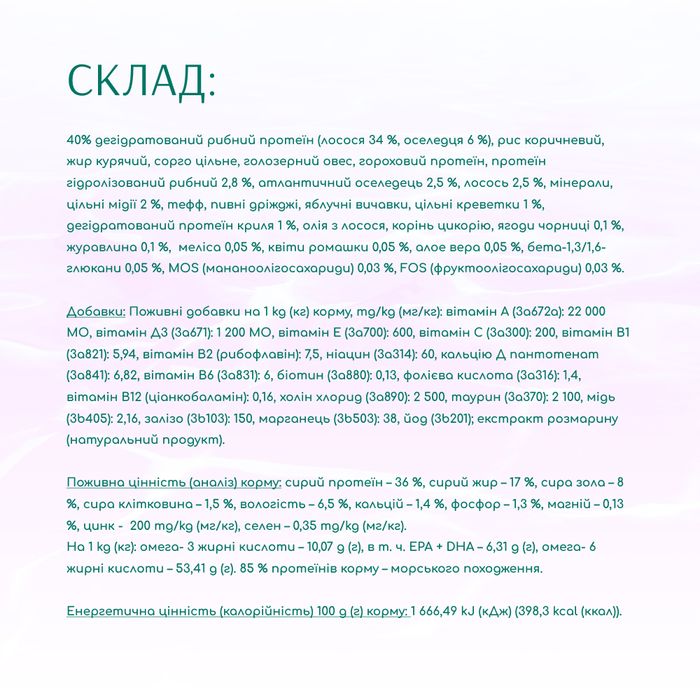 СКЛАД:
40% дегідратований рибний протеїн (лосося 34 %, оселедця 6 %), рис коричневий,
жир курячий, сорго цільне, голозерний овес, гороховий протеїн, протеїн
гідролізований рибний 2,8 %, атлантичний оселедець 2,5 %, лосось 2,5 %, мінерали,
цільні мідії 2 %, тефф, пивні дріжджі, яблучні вичавки, цільні креветки 1 %,
дегідратований протеїн криля 1 %, олія з лосося, корінь цикорію, ягоди чорниці 0,1 %,
журавлина 0,1 %, меліса 0,05 %, квіти ромашки 0,05 %, алое вера 0,05 %, бета-1,3/1,6-
глюкани 0,05 %, MOS (мананоолігосахариди) 0,03 %, FOS (фруктоолігосахариди) 0,03 %.
Добавки: Поживні добавки на 1 kg (кг) корму, mg/kg (мг/кг): вітамін А (3а672а): 22 000
МО, вітамін Д3 (3а671): 1 200 МО, вітамін Е (3а700): 600, вітамін С (3а300): 200, вітамін В1
(3а821): 5,94, вітамін В2 (рибофлавін): 7,5, ніацин (3а314): 60, кальцію Д пантотенат
(3а841): 6,82, вітамін В6 (3а831): 6, біотин (3а880): 0,13, фолієва кислота (3а316): 1,4,
вітамін В12 (ціанкобаламін): 0,16, холін хлорид (3а890): 2 500, таурин (3а370): 2 100, мідь
(3b405): 2,16, залізо (3b103): 150, марганець (3b503): 38, йод (3b201); екстракт розмарину
(натуральний продукт).
Поживна цінність (аналіз) корму: сирий протеїн – 36 %, сирий жир – 17 %, сира зола – 8
%, сира клітковина – 1,5 %, вологість – 6,5 %, кальцій – 1,4 %, фосфор – 1,3 %, магній – 0,13
%, цинк - 200 mg/kg (мг/кг), селен – 0,35 mg/kg (мг/кг).
На 1 kg (кг): омега- 3 жирні кислоти – 10,07 g (г), в т. ч. EPA + DHA – 6,31 g (г), омега- 6
жирні кислоти – 53,41 g (г). 85 % протеїнів корму – морського походження.
Енергетична цінність (калорійність) 100 g (г) корму: 1 666,49 kJ (кДж) (398,3 kcal (ккал)).